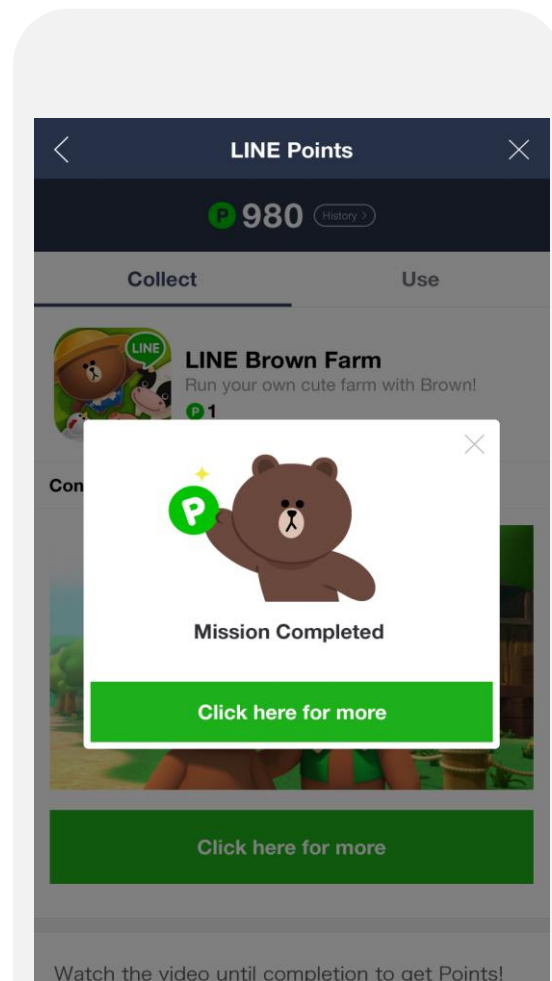 LINE Points
P 980 History >
Collect Use
LINE
LINE Brown Farm
Run your own cute farm with Brown!
P 1
Con
P
Mission Completed
Click here for more
Click here for more
Watch the video until completion to get Points!